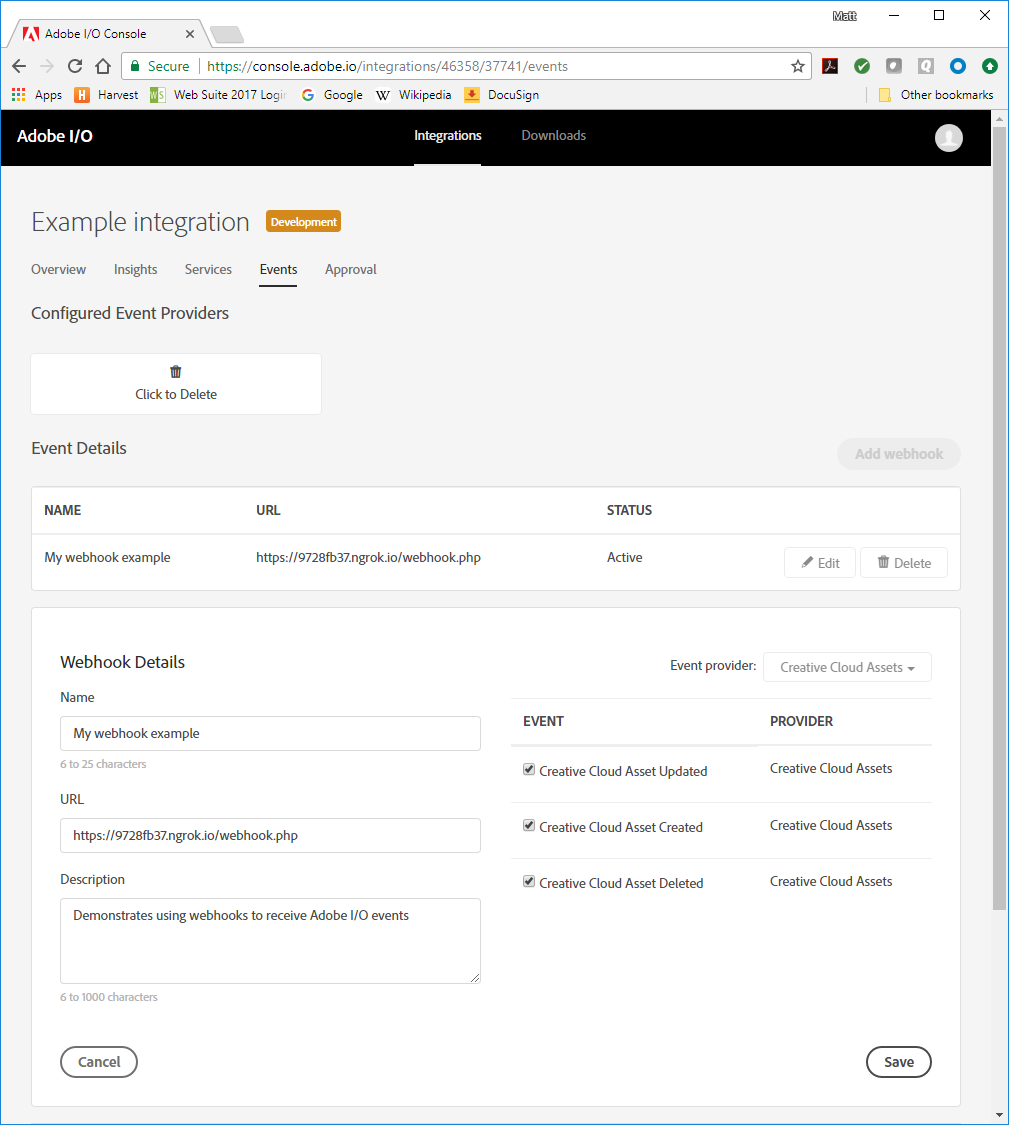 Matt
Adobe I/O Console
Secure https://console.adobe.io/integrations/46358/37741/events
Apps Harvest Web Suite 2017 Login Google Wikipedia DocuSign Other bookmarks
Adobe I/O Integrations Downloads
Example integration Development
Overview Insights Services Events Approval
Configured Event Providers
Click to Delete
Event Details Add webhook
NAME URL STATUS
My webhook example https://9728fb37.ngrok.io/webhook.php Active Edit Delete
Webhook Details
Name
My webhook example
6 to 25 characters
URL
https://9728fb37.ngrok.io/webhook.php
Description
Demonstrates using webhooks to receive Adobe I/O events
6 to 1000 characters
Event provider: Creative Cloud Assets
EVENT PROVIDER
Creative Cloud Asset Updated Creative Cloud Assets
Creative Cloud Asset Created Creative Cloud Assets
Creative Cloud Asset Deleted Creative Cloud Assets
Cancel Save